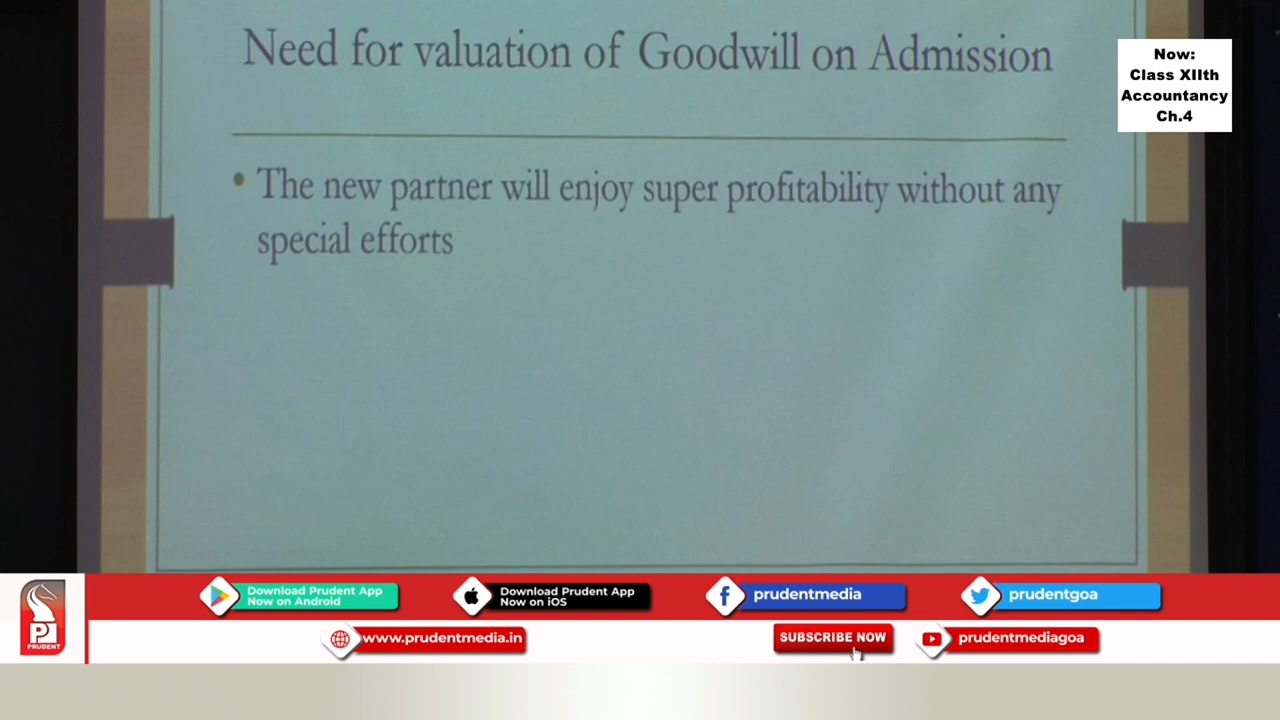 Need for valuation of Goodwill on Admission
Now:
Class XIIth
Accountancy
Ch.4
• The new partner will enjoy super profitability without any
special efforts
Download Prudent App
Now on Android
Download Prudent App
Now on iOS
prudentmedia
prudentgoa
PRUDENT
www.prudentmedia.in
SUBSCRIBE NOW
prudentmediagoa